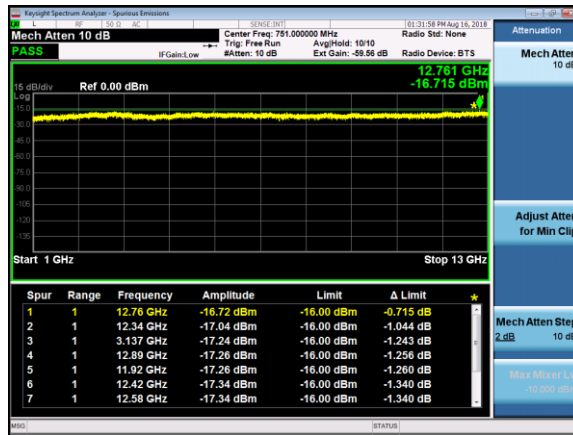 Keysight Spectrum Analyzer - Spurious Emissions
L RF 50 Ω AC SENSE:INT 01:31:58 PM Aug 16, 2018
Mech Atten 10 dB Center Freq: 751.000000 MHz Radio Std: None
Trig: Free Run Avg|Hold: 10/10
PASS IFGain:Low #Atten: 10 dB Ext Gain: -59.56 dB Radio Device: BTS
12.761 GHz
15 dB/div Ref 0.00 dBm -16.715 dBm
Log
-15.0
-30.0
-45.0
-60.0
-75.0
-90.0
-105
-120
-135
Start 1 GHz Stop 13 GHz
Spur Range Frequency Amplitude Limit Δ Limit
1 1 12.76 GHz -16.72 dBm -16.00 dBm -0.715 dB
2 1 12.34 GHz -17.04 dBm -16.00 dBm -1.044 dB
3 1 3.137 GHz -17.24 dBm -16.00 dBm -1.243 dB
4 1 12.89 GHz -17.26 dBm -16.00 dBm -1.256 dB
5 1 11.92 GHz -17.26 dBm -16.00 dBm -1.260 dB
6 1 12.42 GHz -17.34 dBm -16.00 dBm -1.340 dB
7 1 12.58 GHz -17.34 dBm -16.00 dBm -1.340 dB
MSG STATUS
Attenuation
Mech Atten
10 dB
Adjust Atten
for Min Clip
Mech Atten Step
2 dB 10 dB
Max Mixer Lv
-10.000 dBm